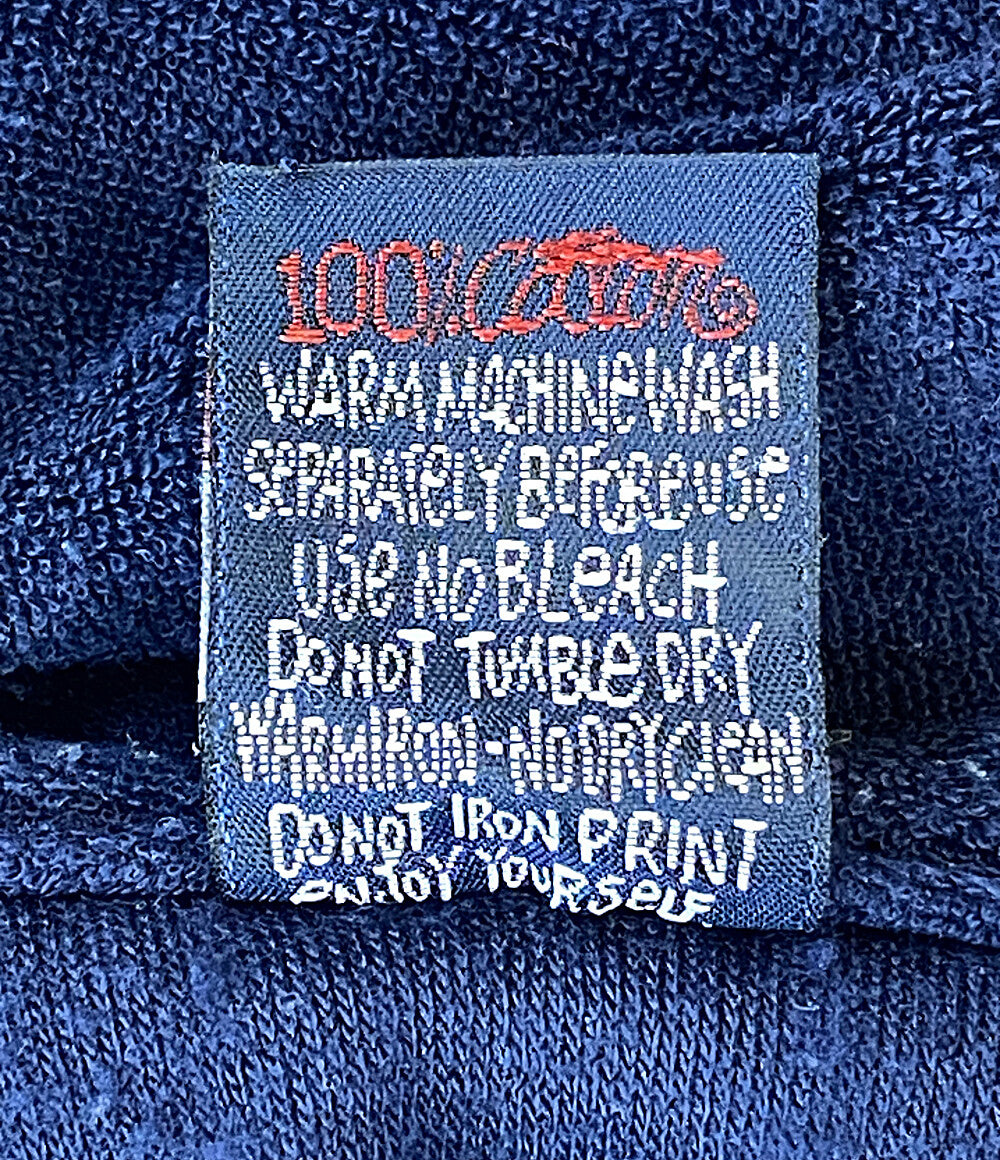 100% Cotton
WARM MACHINE WASH
SEPARATELY BEFORE USE
USe NO BLeACH
DO NOT TUMBLe DRY
WARM IRON - NO DRY CLEAN
DO NOT IRON PRINT
eNJOY YOURSelF